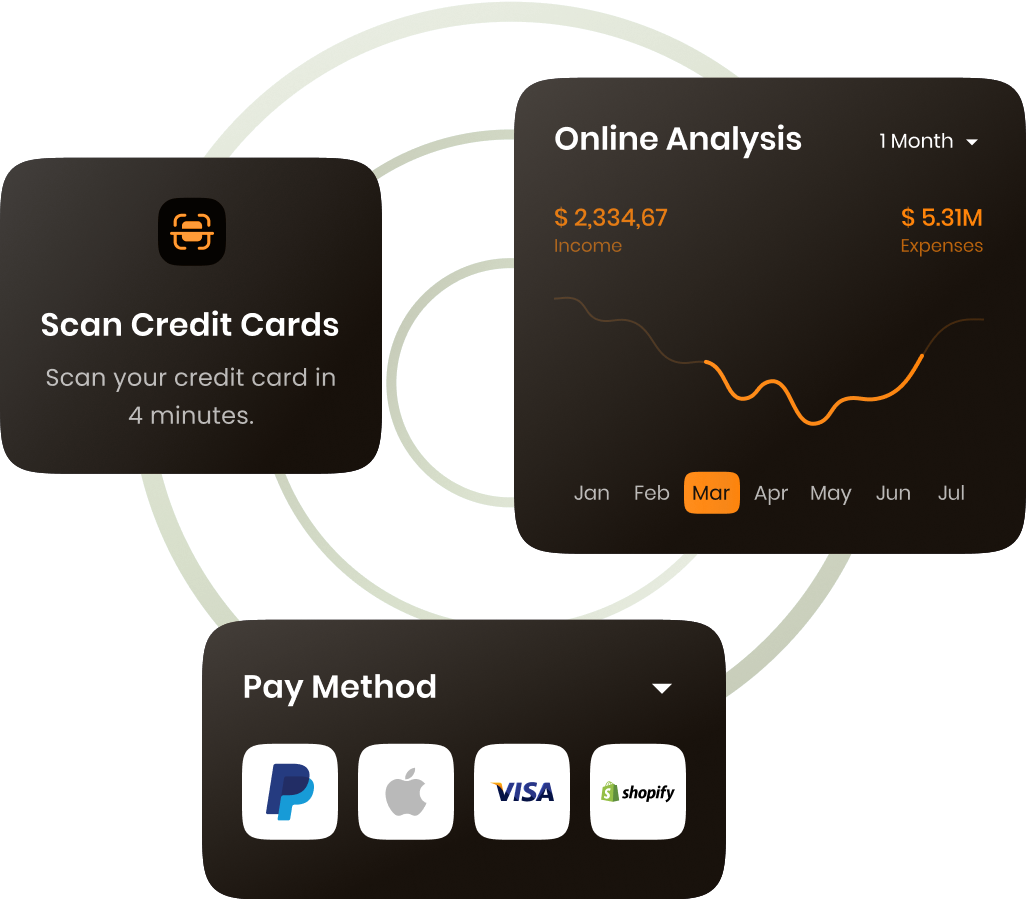 Online Analysis
1 Month
$ 2,334,67
$ 5.31M
Income
Expenses
Jan Feb Mar Apr May Jun Jul
Scan Credit Cards
Scan your credit card in
4 minutes.
Pay Method
P
VISA
S shopify